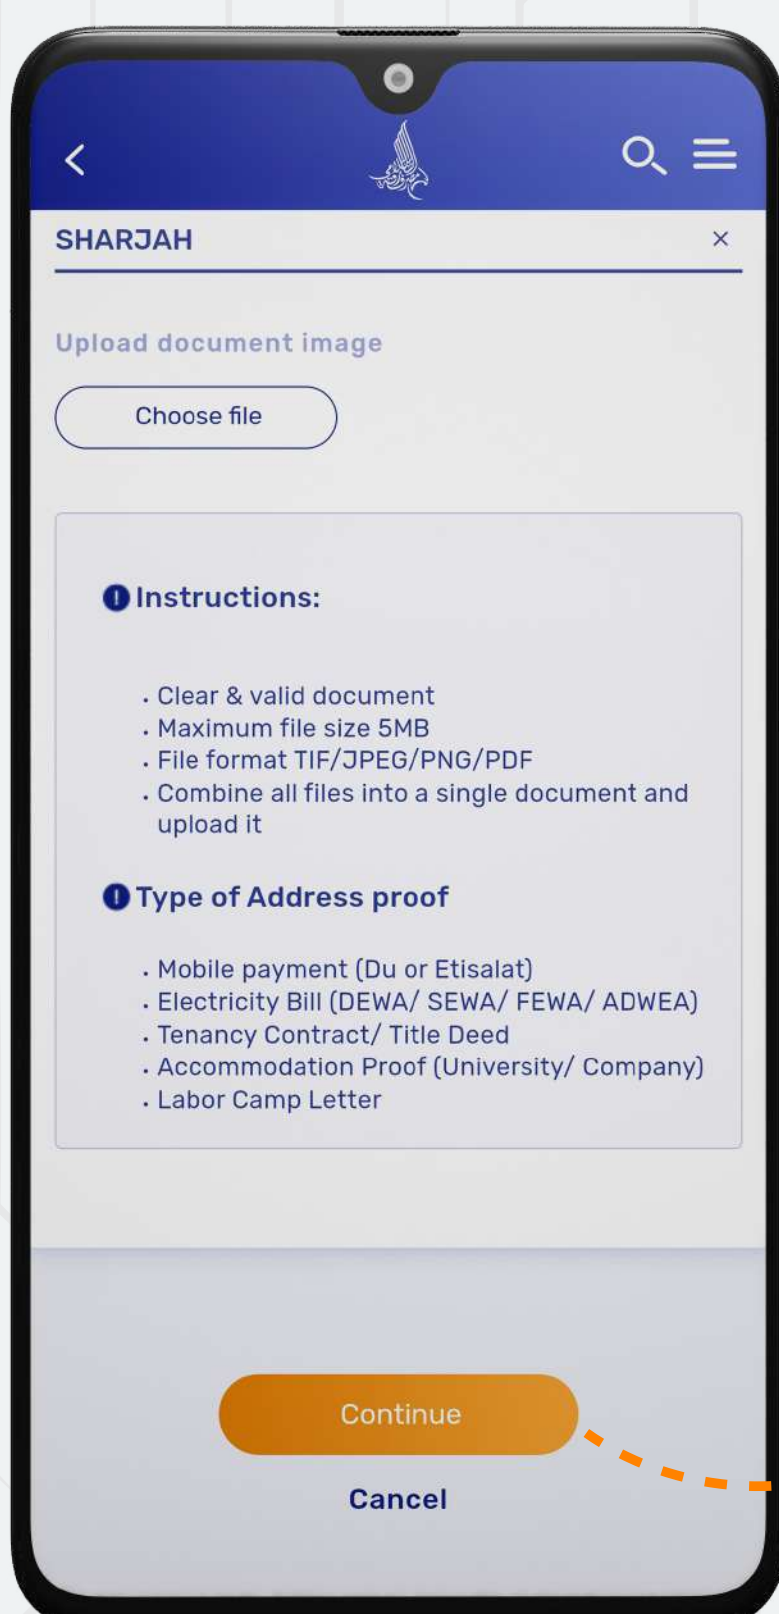 SHARJAH ×
Upload document image
Choose file
Instructions:
• Clear & valid document
• Maximum file size 5MB
• File format TIF/JPEG/PNG/PDF
• Combine all files into a single document and
upload it
Type of Address proof
• Mobile payment (Du or Etisalat)
• Electricity Bill (DEWA/ SEWA/ FEWA/ ADWEA)
• Tenancy Contract/ Title Deed
• Accommodation Proof (University/ Company)
• Labor Camp Letter
Continue
Cancel